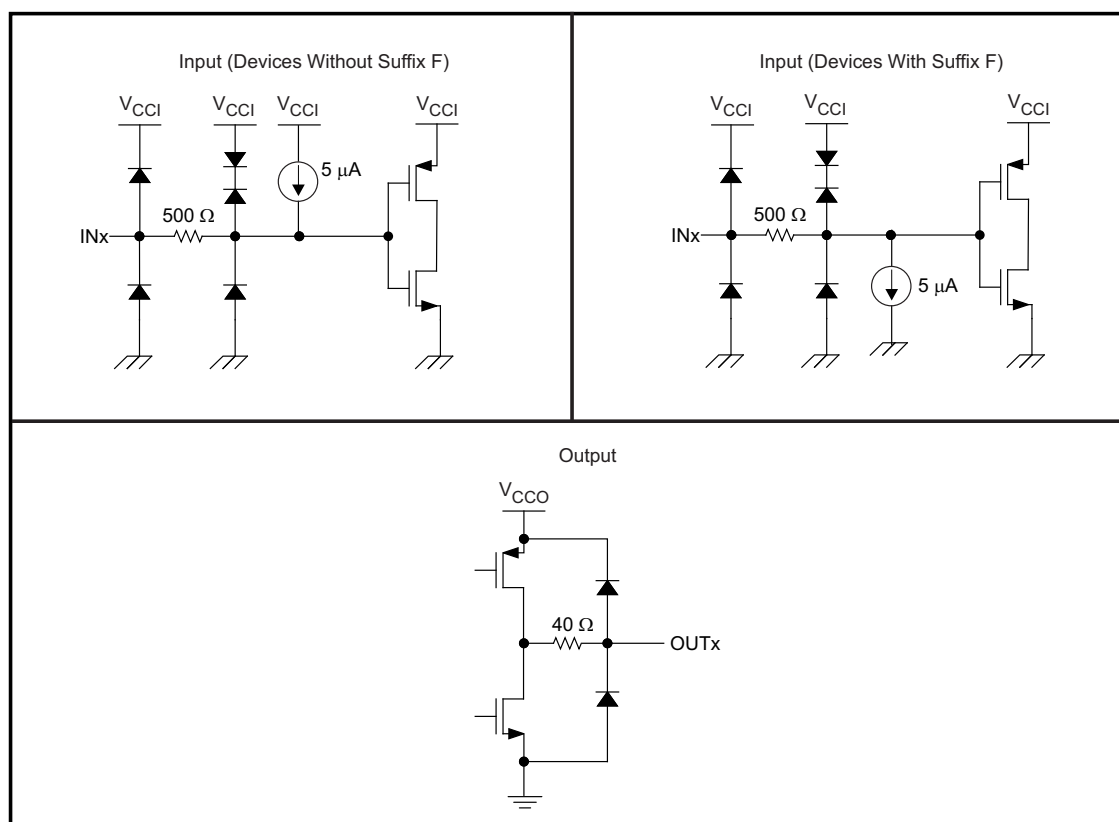 Input (Devices Without Suffix F)
VCCI VCCI VCCI VCCI
5 μA
500 Ω
INx
Input (Devices With Suffix F)
VCCI VCCI VCCI
500 Ω
INx
5 μA
Output
VCCO
40 Ω
OUTx